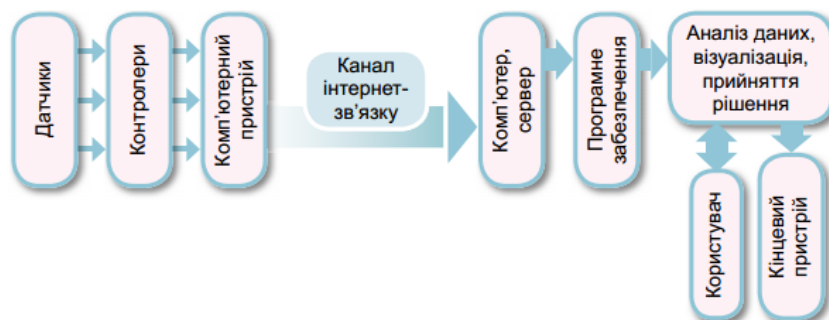 Датчики
Контролери
Комп'ютерний
пристрій
Канал
інтернет-
зв'язку
Комп'ютер,
сервер
Програмне
забезпечення
Аналіз даних,
візуалізація,
прийняття
рішення
Користувач
Кінцевий
пристрій